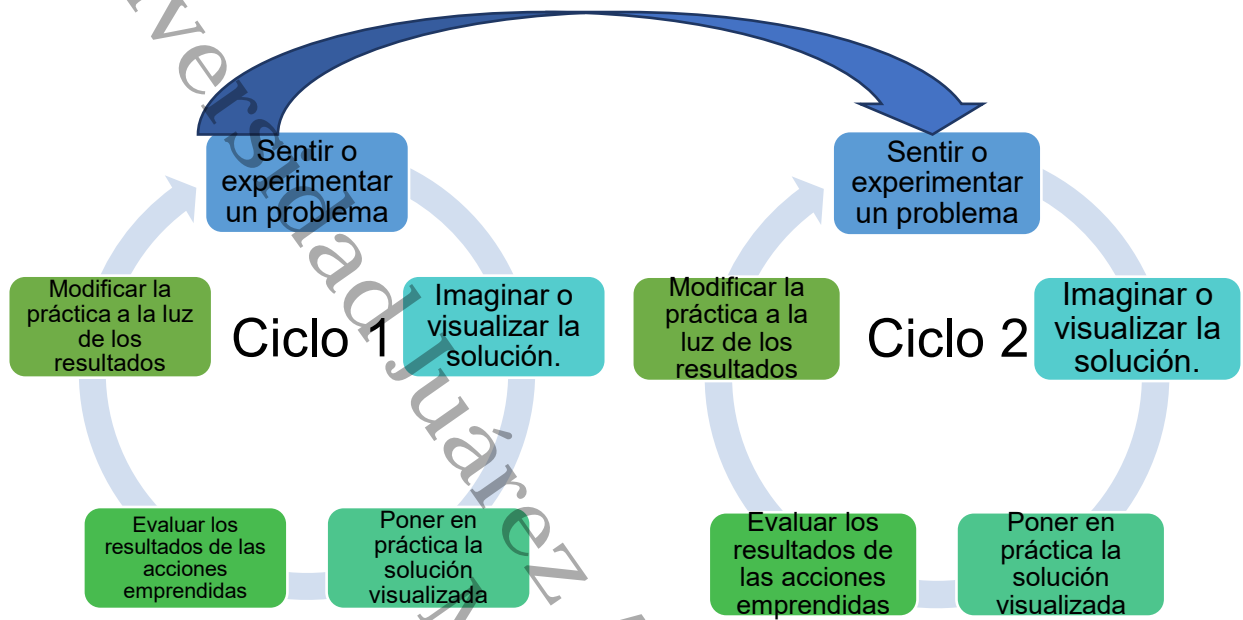 Sentir o
experimentar
un problema
Imaginar o
visualizar la
solución.
Poner en
práctica la
solución
visualizada
Evaluar los
resultados de las
acciones
emprendidas
Modificar la
práctica a la luz
de los
resultados
Ciclo 1
Sentir o
experimentar
un problema
Imaginar o
visualizar la
solución.
Poner en
práctica la
solución
visualizada
Evaluar los
resultados de
las acciones
emprendidas
Modificar la
práctica a la
luz de los
resultados
Ciclo 2
versidad Juárez